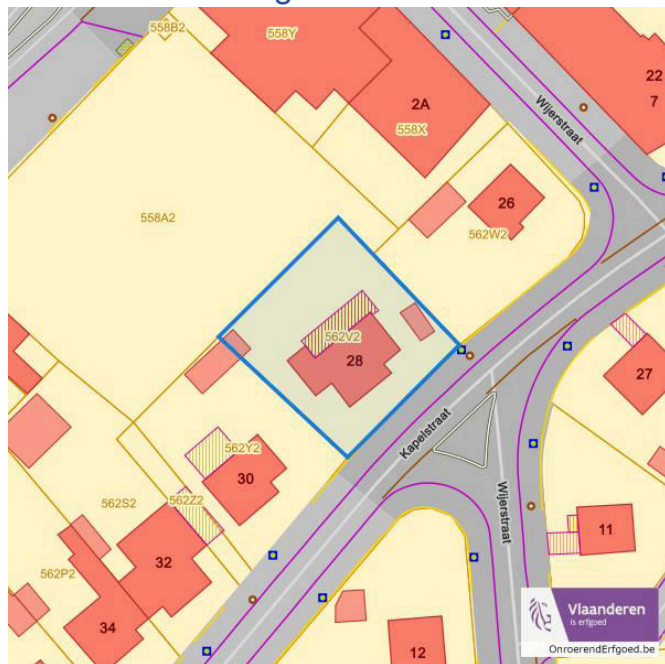 558B2
558Y
22
7
2A
558X
Wijerstraat
558A2
26
562W2
562V2
28
27
Kapelstraat
562Y2
30
562S2
562Z2
Wijerstraat
11
32
562P2
34
12
Vlaanderen
is erfgoed
OnroerendErfgoed.be